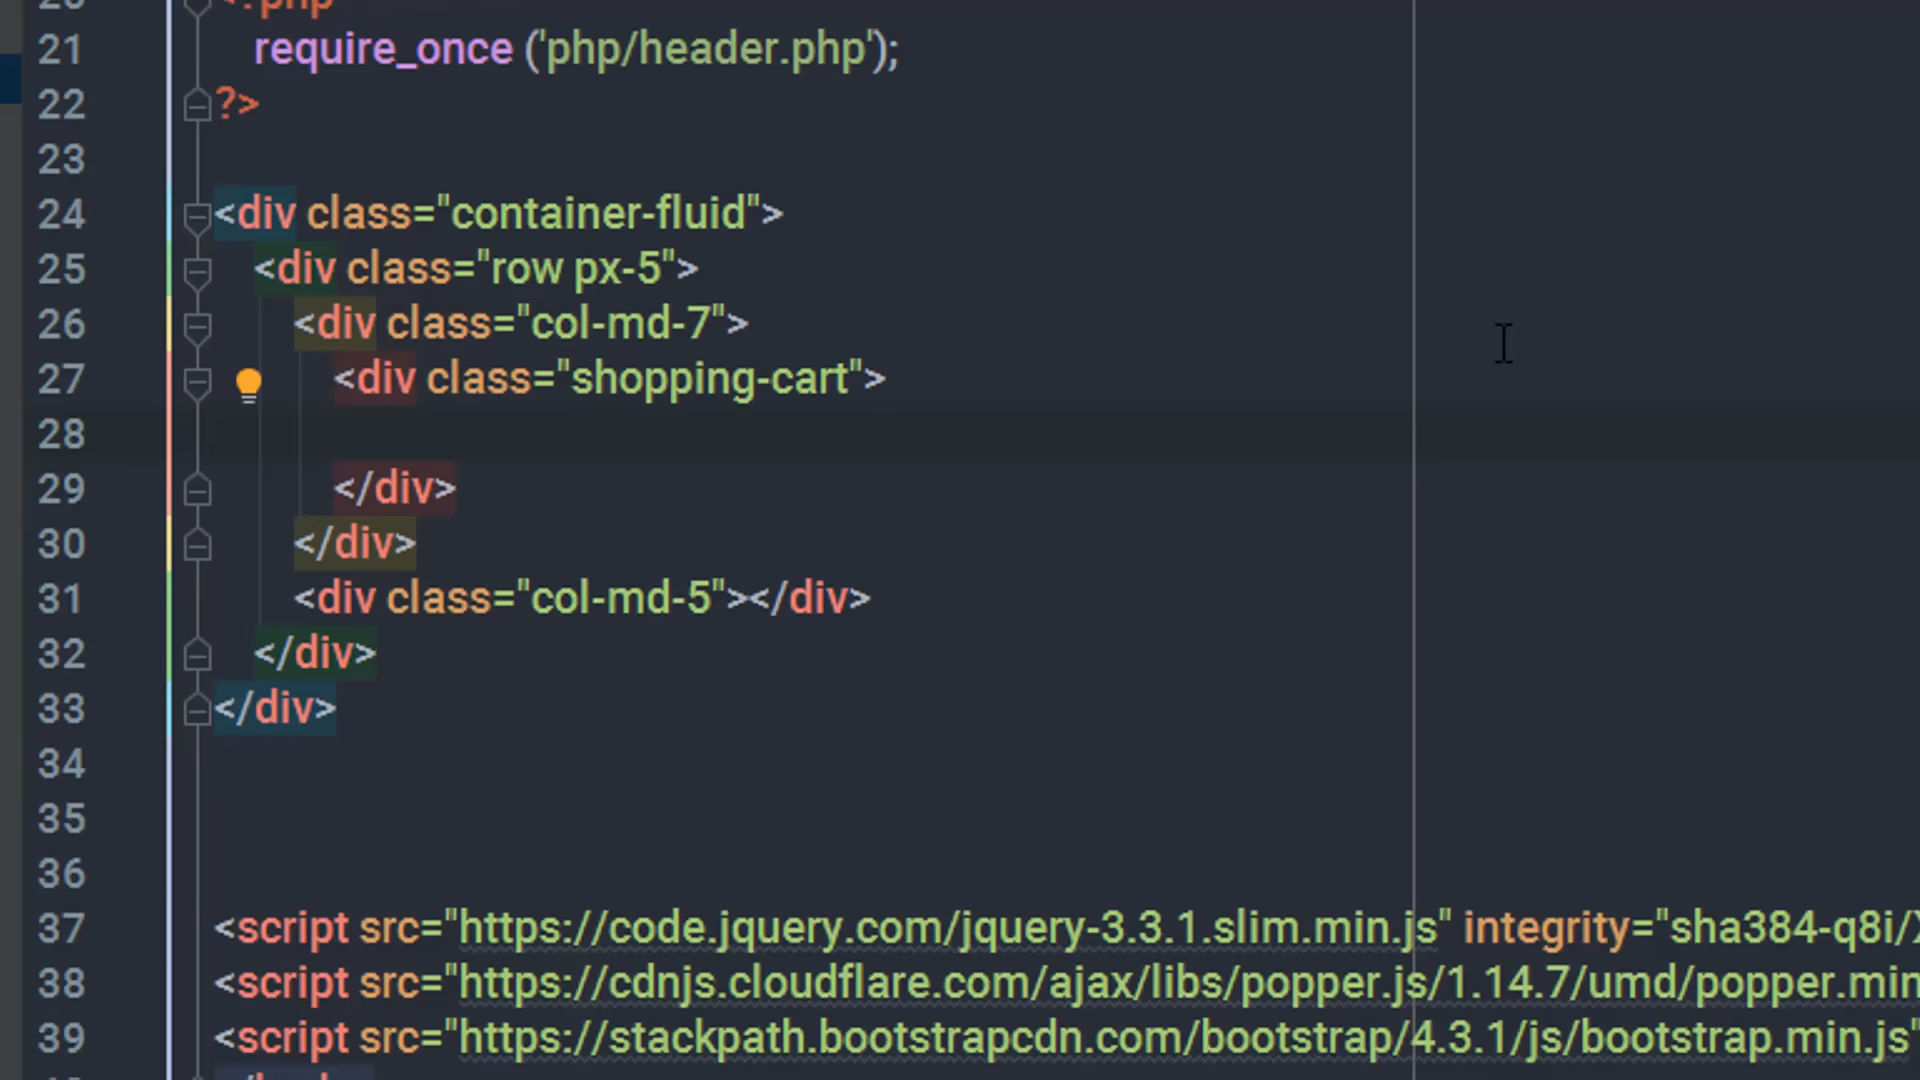 20 <?php
21 require_once ('php/header.php');
22 ?>
23
24 <div class="container-fluid">
25 <div class="row px-5">
26 <div class="col-md-7">
27 <div class="shopping-cart">
28
29 </div>
30 </div>
31 <div class="col-md-5"></div>
32 </div>
33 </div>
34
35
36
37 <script src="https://code.jquery.com/jquery-3.3.1.slim.min.js" integrity="sha384-q8i/
38 <script src="https://cdnjs.cloudflare.com/ajax/libs/popper.js/1.14.7/umd/popper.min
39 <script src="https://stackpath.bootstrapcdn.com/bootstrap/4.3.1/js/bootstrap.min.js"